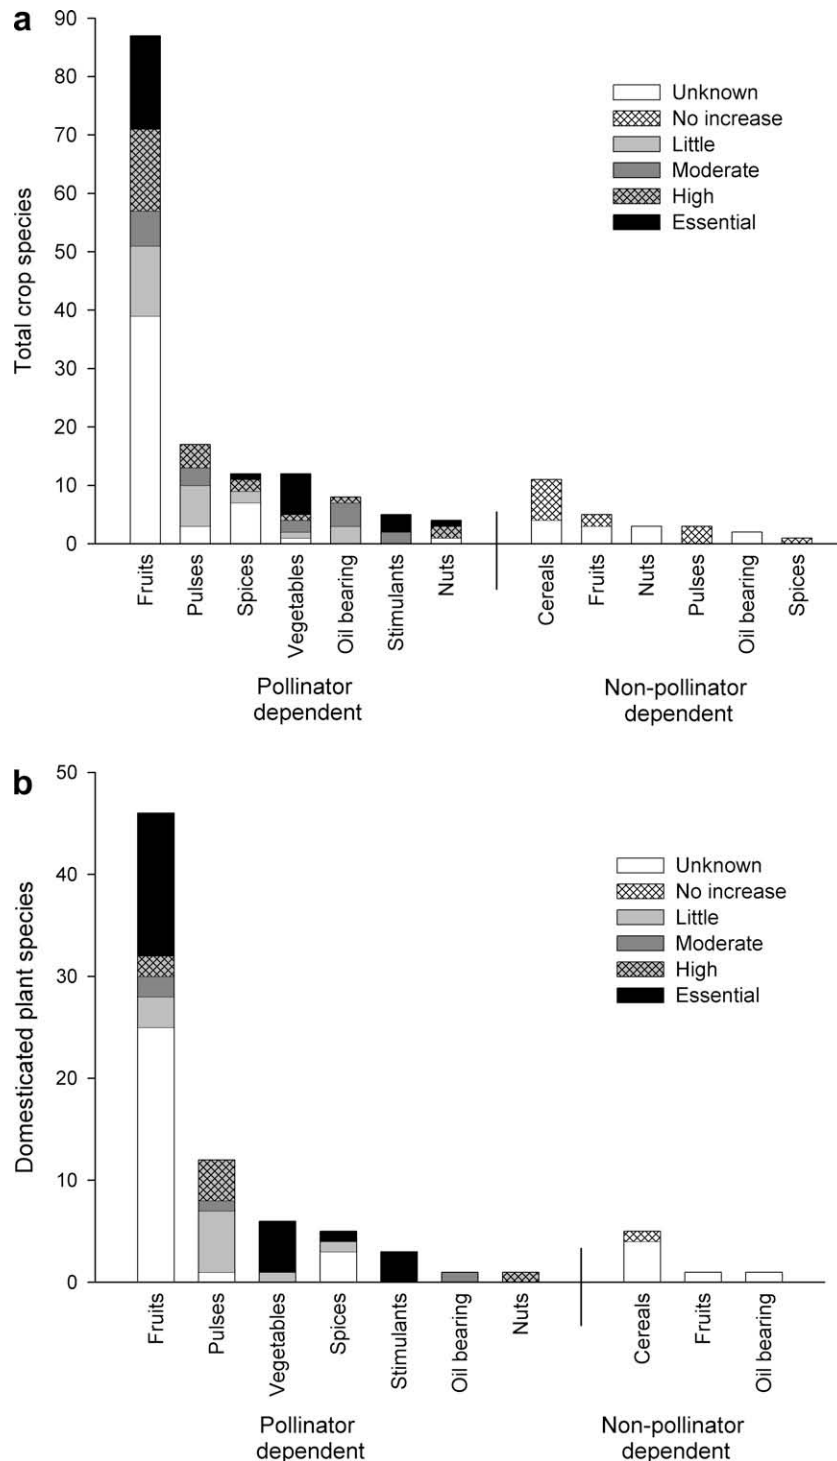 a
90
80
70
60
50
40
30
20
10
0
Total crop species
Unknown
No increase
Little
Moderate
High
Essential
Fruits
Pulses
Spices
Vegetables
Oil bearing
Stimulants
Nuts
Cereals
Fruits
Nuts
Pulses
Oil bearing
Spices
Pollinator
dependent
Non-pollinator
dependent
b
50
40
30
20
10
0
Domesticated plant species
Unknown
No increase
Little
Moderate
High
Essential
Fruits
Pulses
Vegetables
Spices
Stimulants
Oil bearing
Nuts
Cereals
Fruits
Oil bearing
Pollinator
dependent
Non-pollinator
dependent